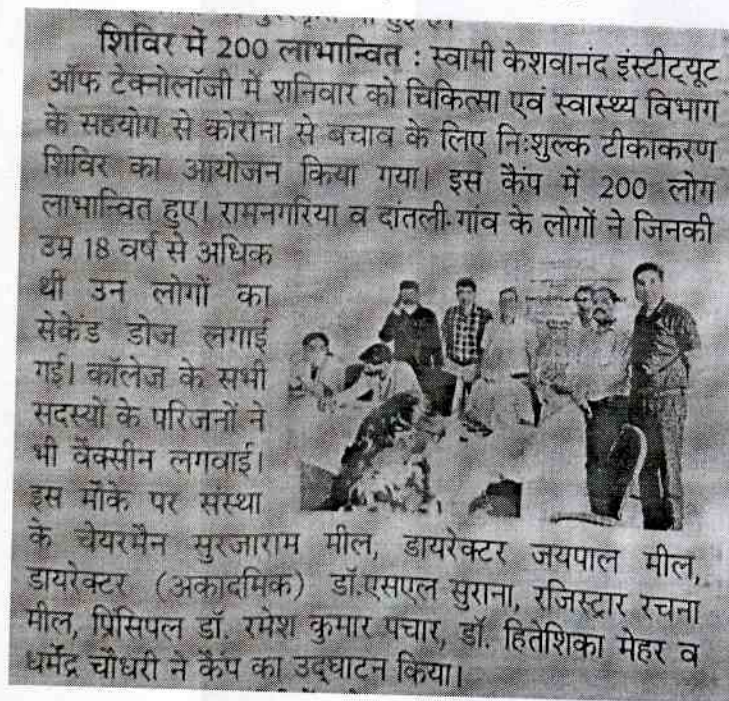 शिविर में 200 लाभान्वित : स्वामी केशवानंद इंस्टीट्यूट
ऑफ टेक्नोलॉजी में शनिवार को चिकित्सा एवं स्वास्थ्य विभाग
के सहयोग से कोरोना से बचाव के लिए निःशुल्क टीकाकरण
शिविर का आयोजन किया गया। इस कैंप में 200 लोग
लाभान्वित हुए। रामनगरिया व दांतली गांव के लोगों ने जिनकी
उम्र 18 वर्ष से अधिक
थी उन लोगों का
सेकेंड डोज लगाई
गई। कॉलेज के सभी
सदस्यों के परिजनों ने
भी वैक्सीन लगवाई।
इस मौके पर संस्था
के चेयरमैन सुरजाराम मील, डायरेक्टर जयपाल मील,
डायरेक्टर (अकादमिक) डॉ.एसएल सुराना, रजिस्ट्रार रचना
मील, प्रिंसिपल डॉ. रमेश कुमार पचार, डॉ. हितेशिका मेहर व
धर्मेंद्र चौधरी ने कैंप का उद्घाटन किया।